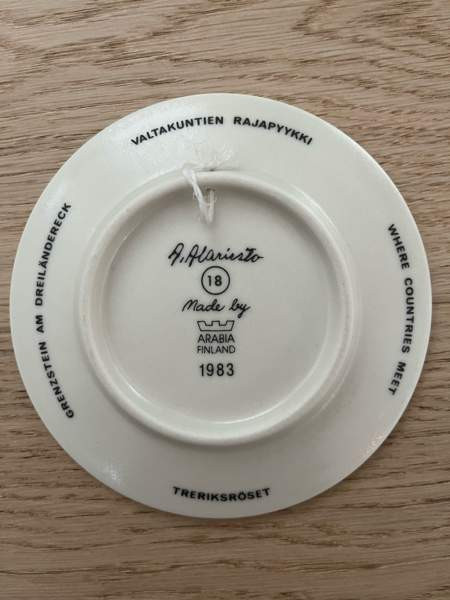 VALTAKUNTIEN RAJAPYYKKI
WHERE COUNTRIES MEET
TRERIKSRÖSET
GRENZSTEIN AM DREILÄNDERECK
A. Alariesto
18
Made by
ARABIA
FINLAND
1983